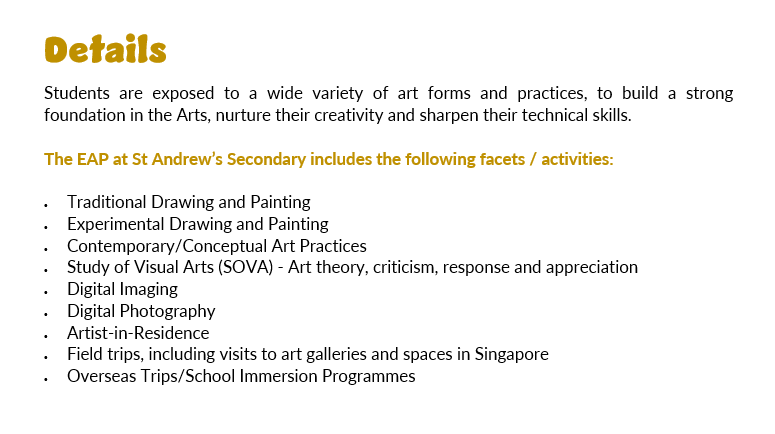 Details
Students are exposed to a wide variety of art forms and practices, to build a strong
foundation in the Arts, nurture their creativity and sharpen their technical skills.
The EAP at St Andrew’s Secondary includes the following facets / activities:
• Traditional Drawing and Painting
• Experimental Drawing and Painting
• Contemporary/Conceptual Art Practices
• Study of Visual Arts (SOVA) - Art theory, criticism, response and appreciation
• Digital Imaging
• Digital Photography
• Artist-in-Residence
• Field trips, including visits to art galleries and spaces in Singapore
• Overseas Trips/School Immersion Programmes